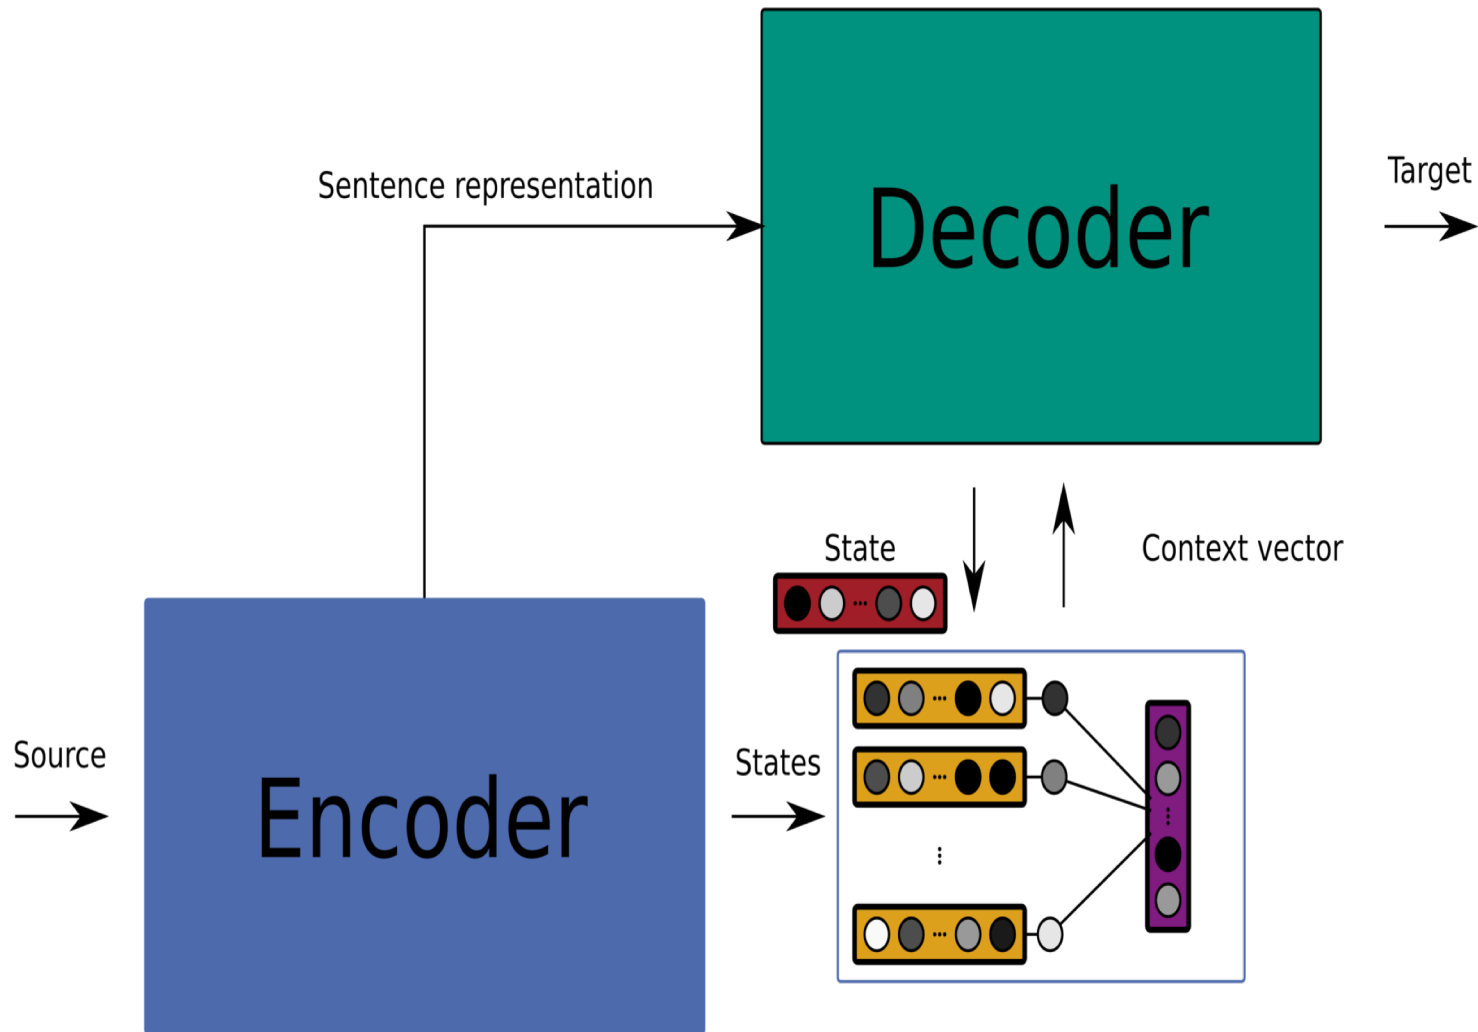 Sentence representation
Decoder
Target
State
Context vector
Source
Encoder
States